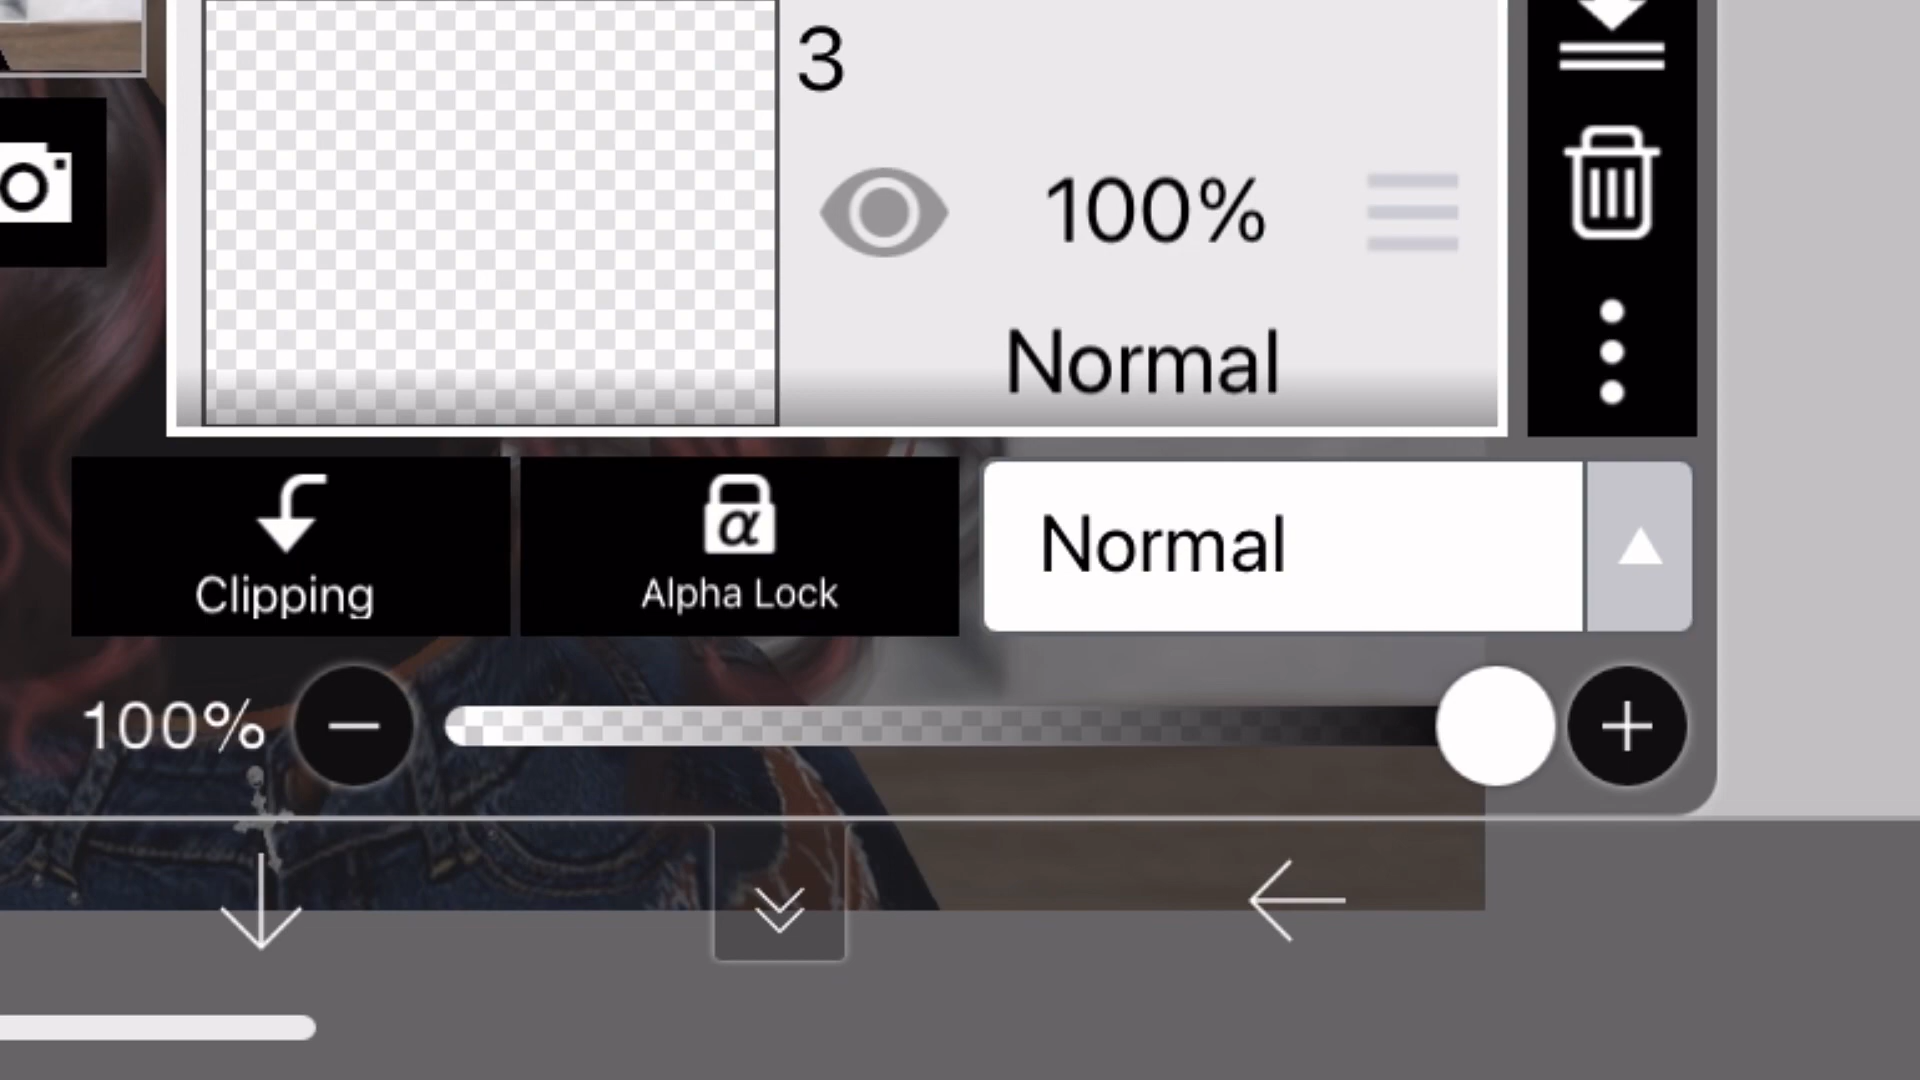 3
100%
Normal
Clipping
α
Alpha Lock
Normal
100%